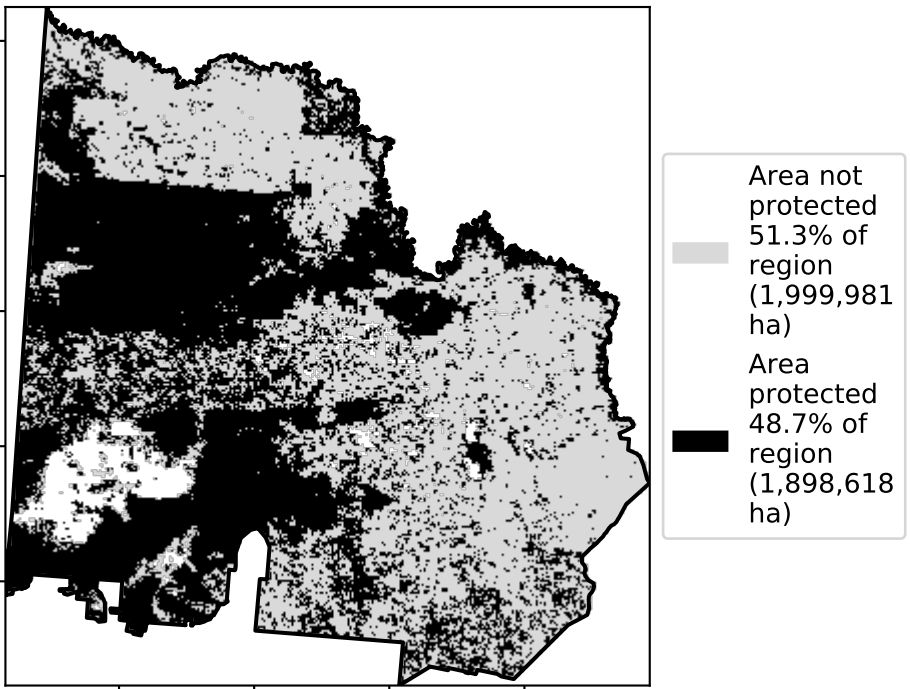 Area not
protected
51.3% of
region
(1,999,981
ha)
Area
protected
48.7% of
region
(1,898,618
ha)